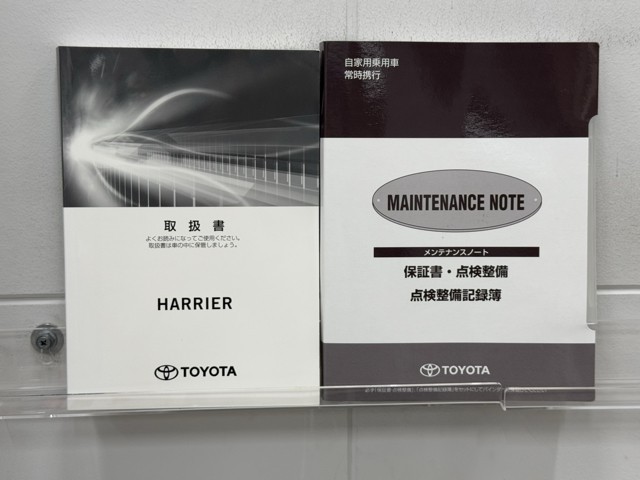 取扱書
よくお読みになってご使用ください。
取扱書は車の中に保管しましょう。
HARRIER
TOYOTA
自家用乗用車
常時携行
MAINTENANCE NOTE
メンテナンスノート
保証書・点検整備
点検整備記録簿
TOYOTA